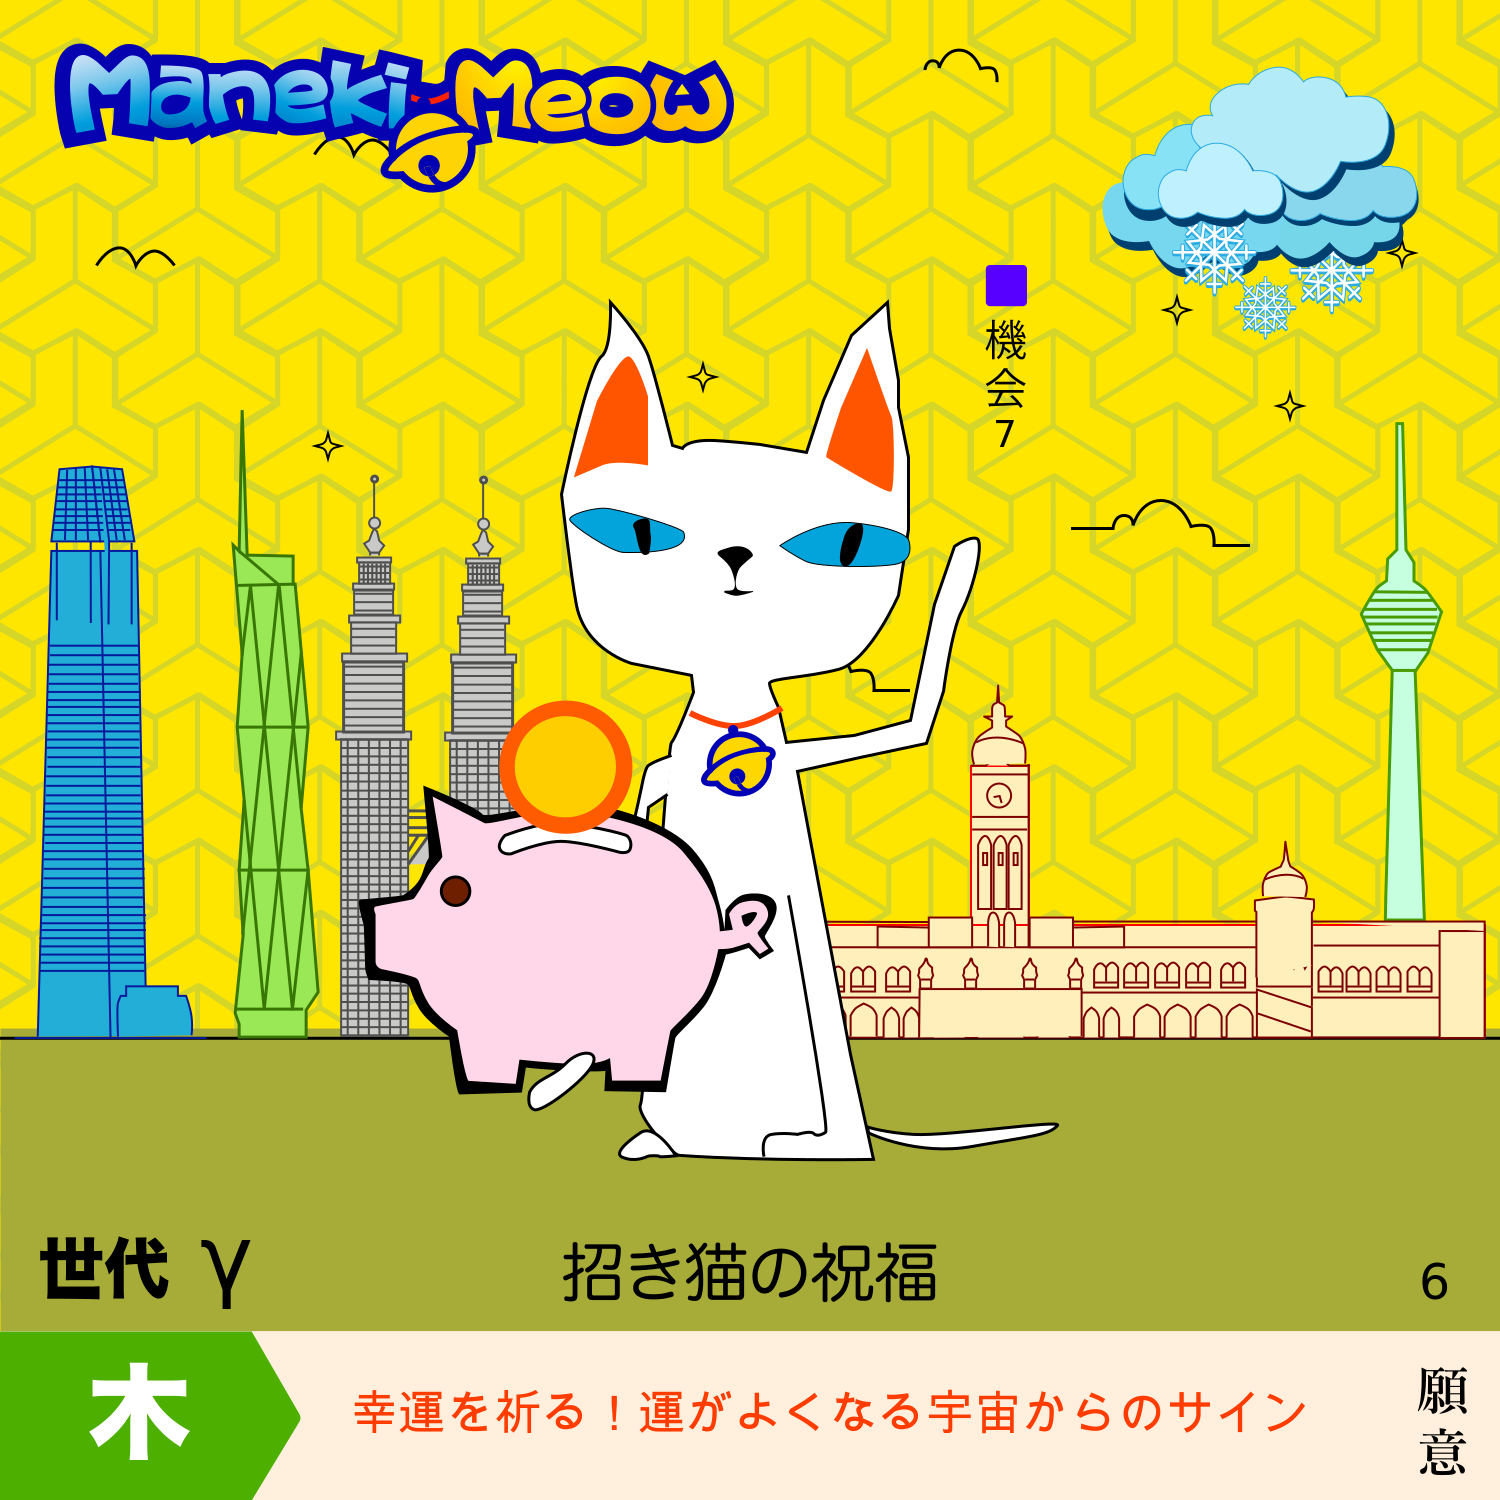 Maneki-Meow
機会7
世代 γ
招き猫の祝福
6
木
幸運を祈る！運がよくなる宇宙からのサイン
願意